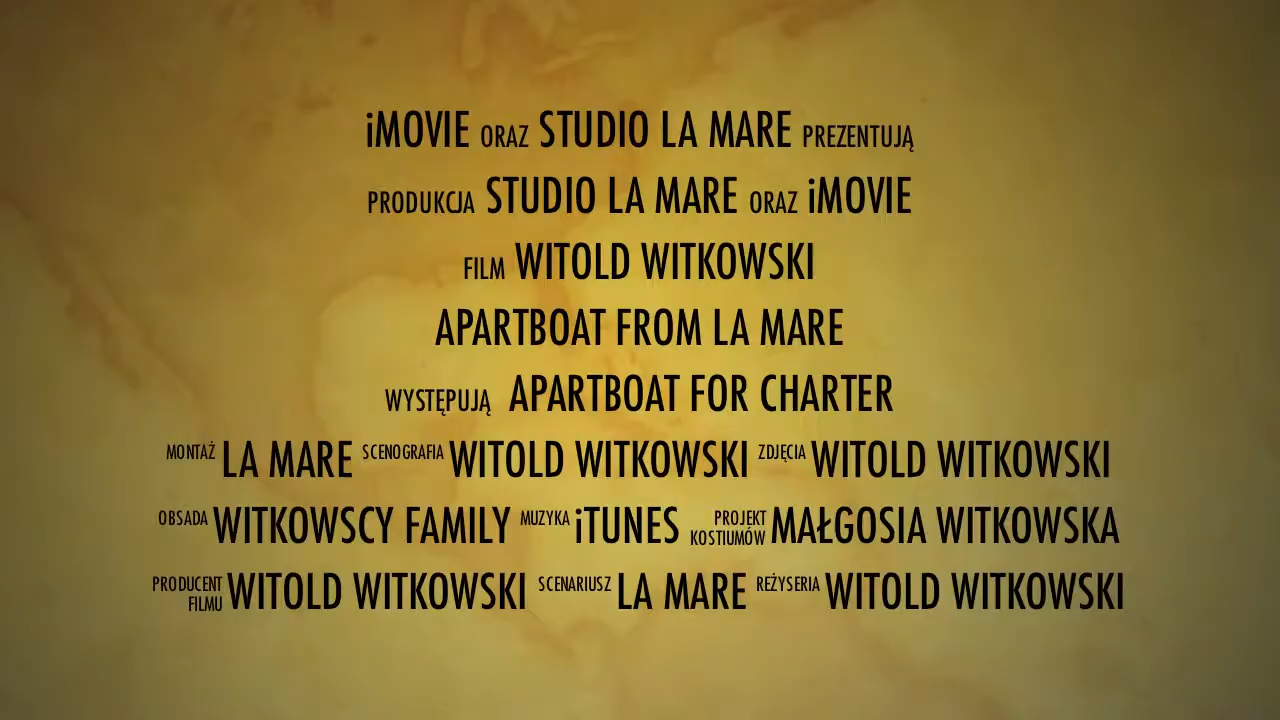 iMOVIE ORAZ STUDIO LA MARE PREZENTUJĄ
PRODUKCJA STUDIO LA MARE ORAZ iMOVIE
FILM WITOLD WITKOWSKI
APARTBOAT FROM LA MARE
WYSTĘPUJĄ APARTBOAT FOR CHARTER
MONTAŻ LA MARE SCENOGRAFIA WITOLD WITKOWSKI ZDJĘCIA WITOLD WITKOWSKI
OBSADA WITKOWSCY FAMILY MUZYKA iTUNES PROJEKT KOSTIUMÓW MAŁGOSIA WITKOWSKA
PRODUCENT FILMU WITOLD WITKOWSKI SCENARIUSZ LA MARE REŻYSERIA WITOLD WITKOWSKI